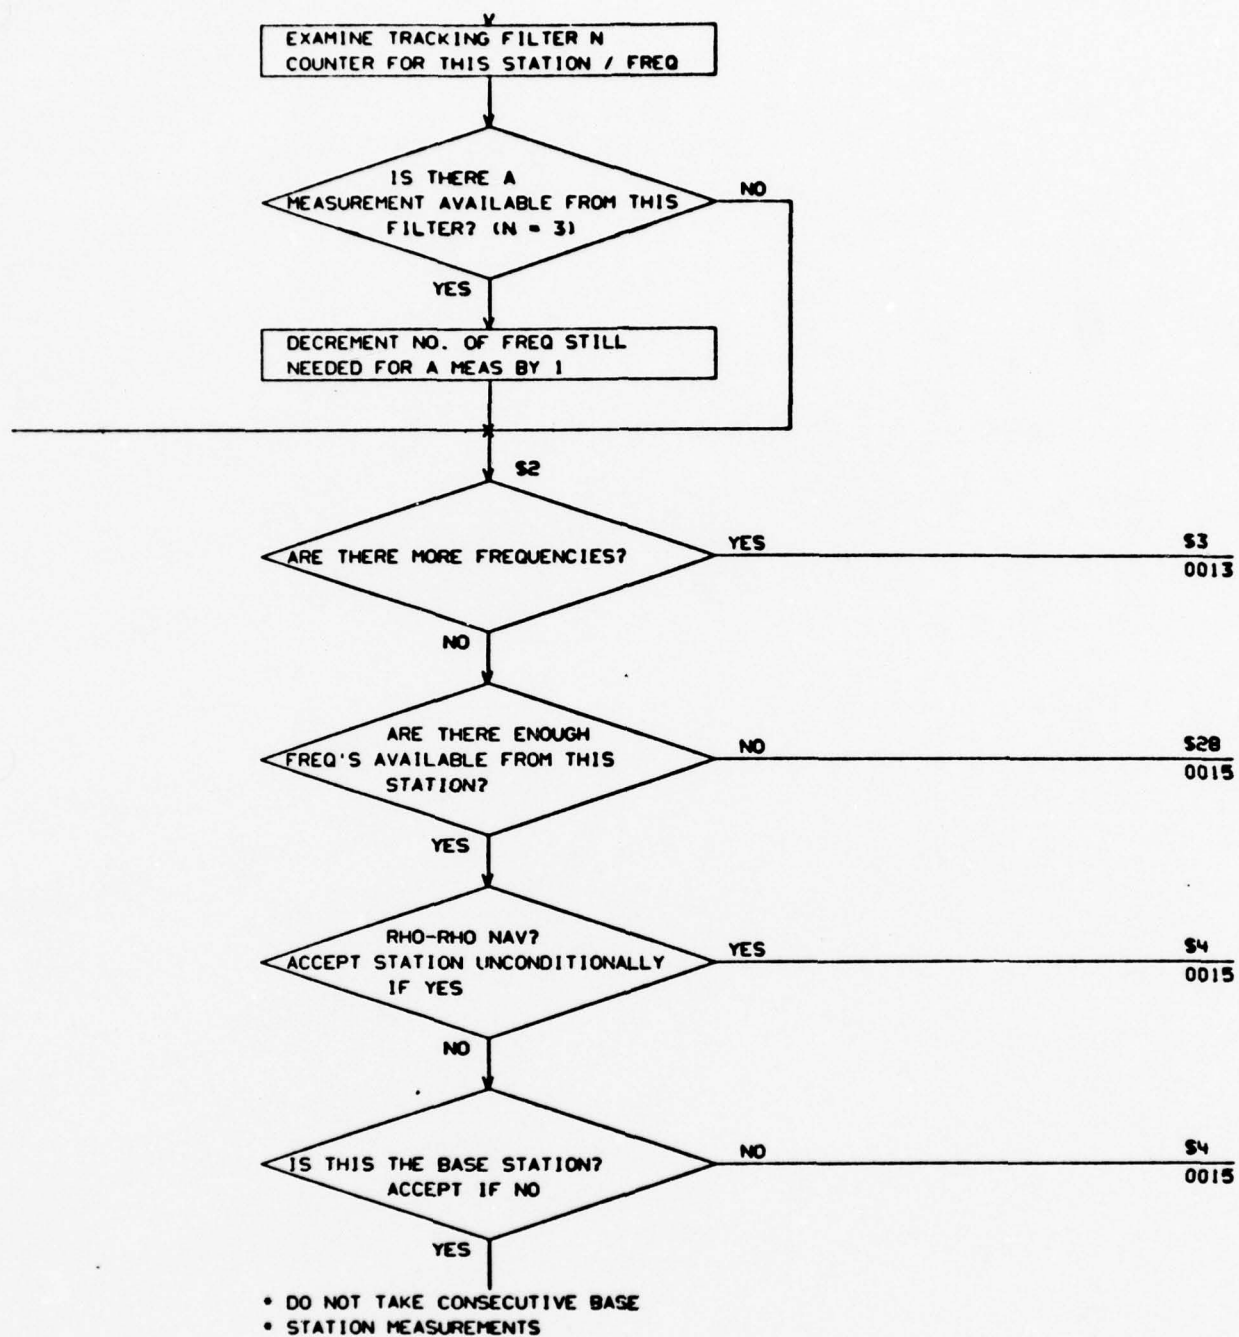 EXAMINE TRACKING FILTER N
COUNTER FOR THIS STATION / FREQ
IS THERE A
MEASUREMENT AVAILABLE FROM THIS
FILTER? (N = 3)
NO
YES
DECREMENT NO. OF FREQ STILL
NEEDED FOR A MEAS BY 1
$2
ARE THERE MORE FREQUENCIES?
YES
$3
0013
NO
ARE THERE ENOUGH
FREQ'S AVAILABLE FROM THIS
STATION?
NO
$28
0015
YES
RHO-RHO NAV?
ACCEPT STATION UNCONDITIONALLY
IF YES
YES
$4
0015
NO
IS THIS THE BASE STATION?
ACCEPT IF NO
NO
$4
0015
YES
* DO NOT TAKE CONSECUTIVE BASE
* STATION MEASUREMENTS